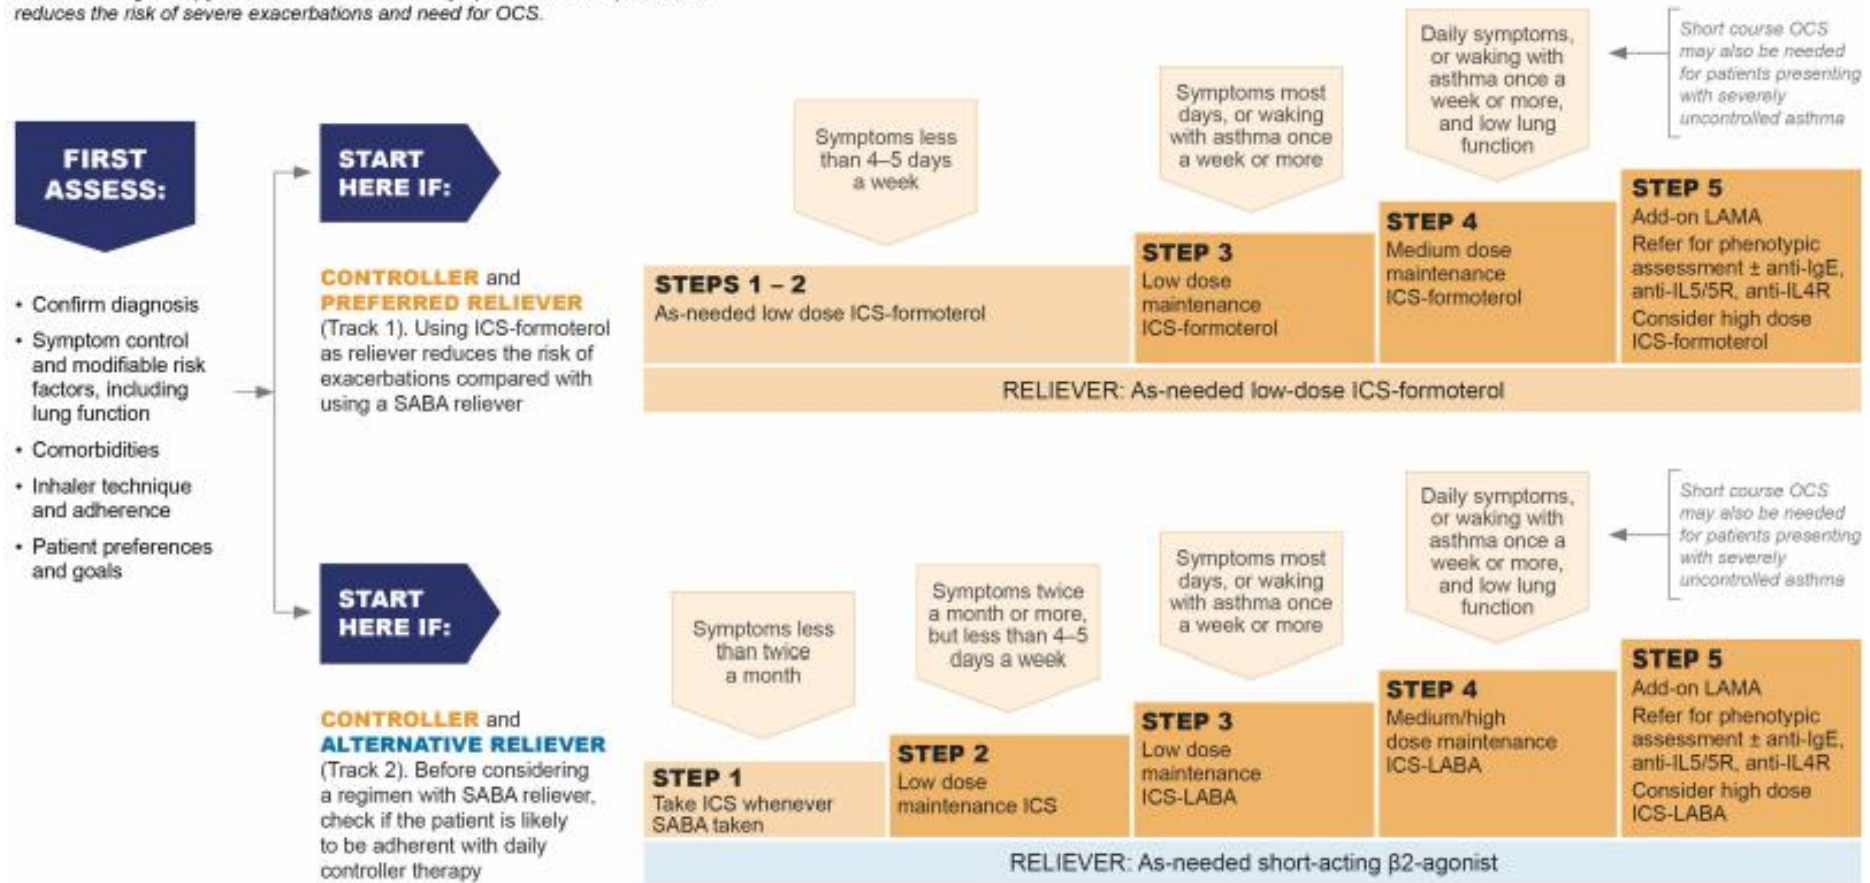 reduces the risk of severe exacerbations and need for OCS.
FIRST
ASSESS:
• Confirm diagnosis
• Symptom control
and modifiable risk
factors, including
lung function
• Comorbidities
• Inhaler technique
and adherence
• Patient preferences
and goals
START
HERE IF:
CONTROLLER and
PREFERRED RELIEVER
(Track 1). Using ICS-formoterol
as reliever reduces the risk of
exacerbations compared with
using a SABA reliever
Symptoms less
than 4–5 days
a week
Symptoms most
days, or waking
with asthma once
a week or more
Daily symptoms,
or waking with
asthma once a
week or more,
and low lung
function
Short course OCS
may also be needed
for patients presenting
with severely
uncontrolled asthma
STEPS 1 – 2
As-needed low dose ICS-formoterol
STEP 3
Low dose
maintenance
ICS-formoterol
STEP 4
Medium dose
maintenance
ICS-formoterol
STEP 5
Add-on LAMA
Refer for phenotypic
assessment ± anti-IgE,
anti-IL5/5R, anti-IL4R
Consider high dose
ICS-formoterol
RELIEVER: As-needed low-dose ICS-formoterol
START
HERE IF:
CONTROLLER and
ALTERNATIVE RELIEVER
(Track 2). Before considering
a regimen with SABA reliever,
check if the patient is likely
to be adherent with daily
controller therapy
Symptoms less
than twice
a month
Symptoms twice
a month or more,
but less than 4–5
days a week
Symptoms most
days, or waking
with asthma once
a week or more
Daily symptoms,
or waking with
asthma once a
week or more,
and low lung
function
Short course OCS
may also be needed
for patients presenting
with severely
uncontrolled asthma
STEP 1
Take ICS whenever
SABA taken
STEP 2
Low dose
maintenance ICS
STEP 3
Low dose
maintenance
ICS-LABA
STEP 4
Medium/high
dose maintenance
ICS-LABA
STEP 5
Add-on LAMA
Refer for phenotypic
assessment ± anti-IgE,
anti-IL5/5R, anti-IL4R
Consider high dose
ICS-LABA
RELIEVER: As-needed short-acting β2-agonist